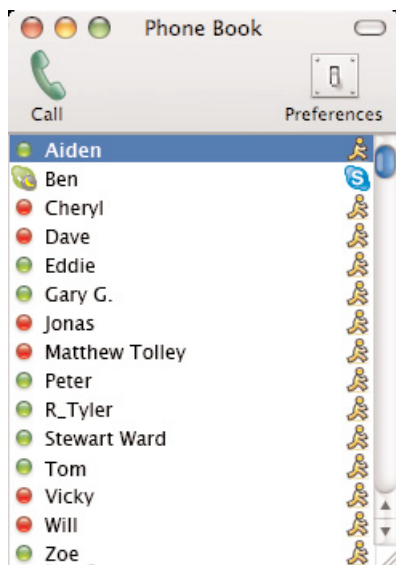 Phone Book
Call Preferences
Aiden
Ben
Cheryl
Dave
Eddie
Gary G.
Jonas
Matthew Tolley
Peter
R_Tyler
Stewart Ward
Tom
Vicky
Will
Zoe